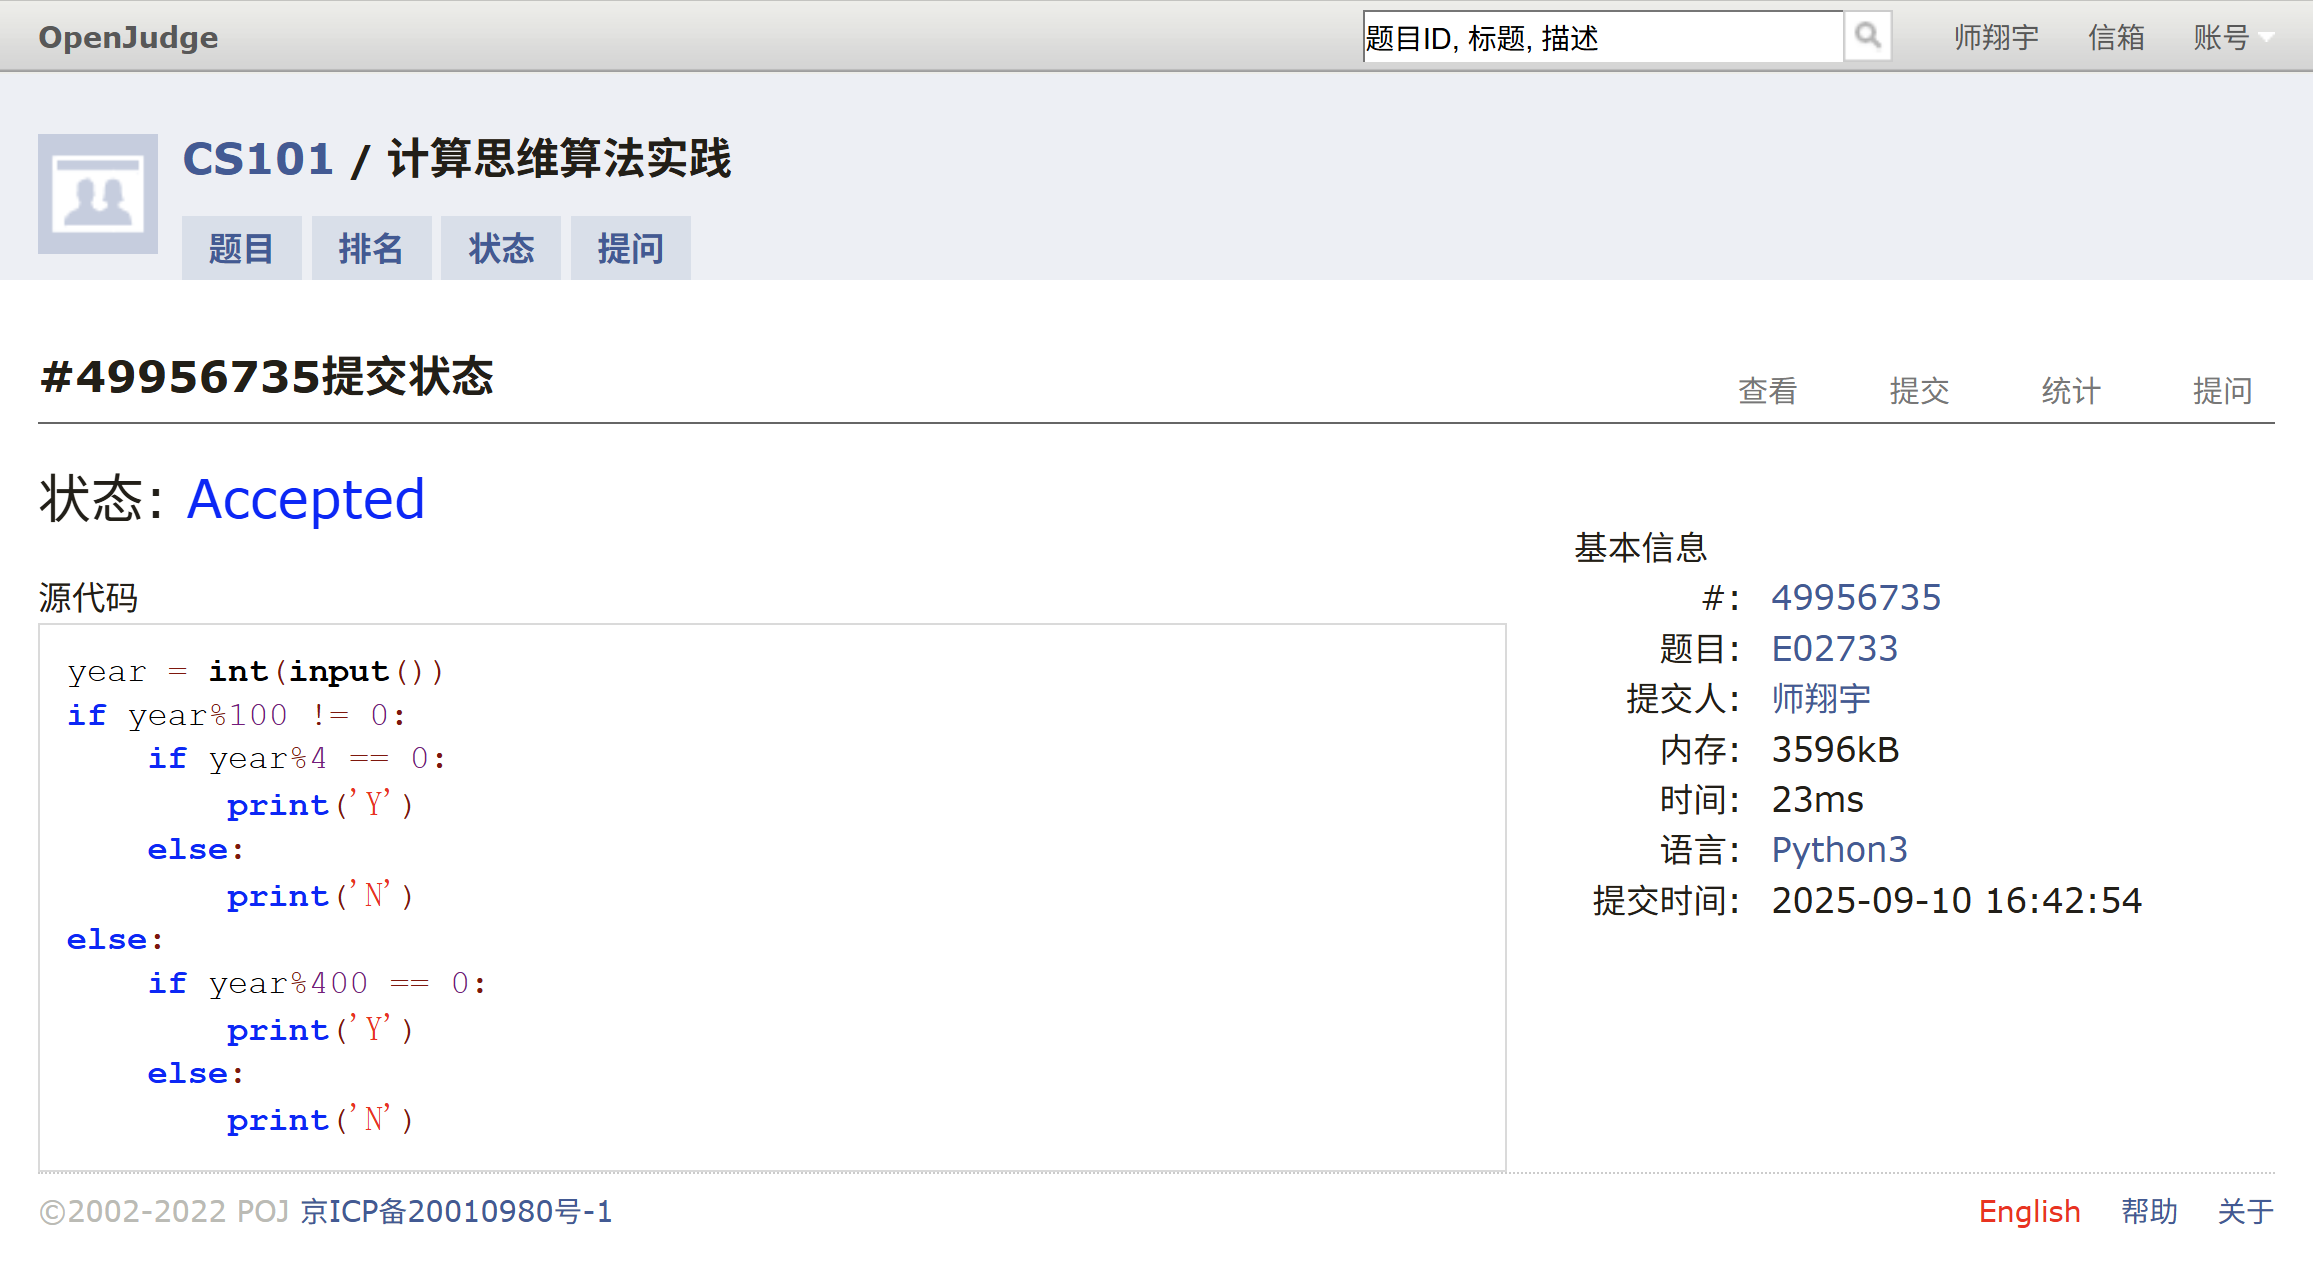 OpenJudge
题目ID, 标题, 描述
师翔宇 信箱 账号
CS101 / 计算思维算法实践
题目 排名 状态 提问
#49956735提交状态
查看 提交 统计 提问
状态: Accepted
源代码
year = int(input())
if year%100 != 0:
    if year%4 == 0:
        print('Y')
    else:
        print('N')
else:
    if year%400 == 0:
        print('Y')
    else:
        print('N')
基本信息
#: 49956735
题目: E02733
提交人: 师翔宇
内存: 3596kB
时间: 23ms
语言: Python3
提交时间: 2025-09-10 16:42:54
©2002-2022 POJ 京ICP备20010980号-1
English 帮助 关于